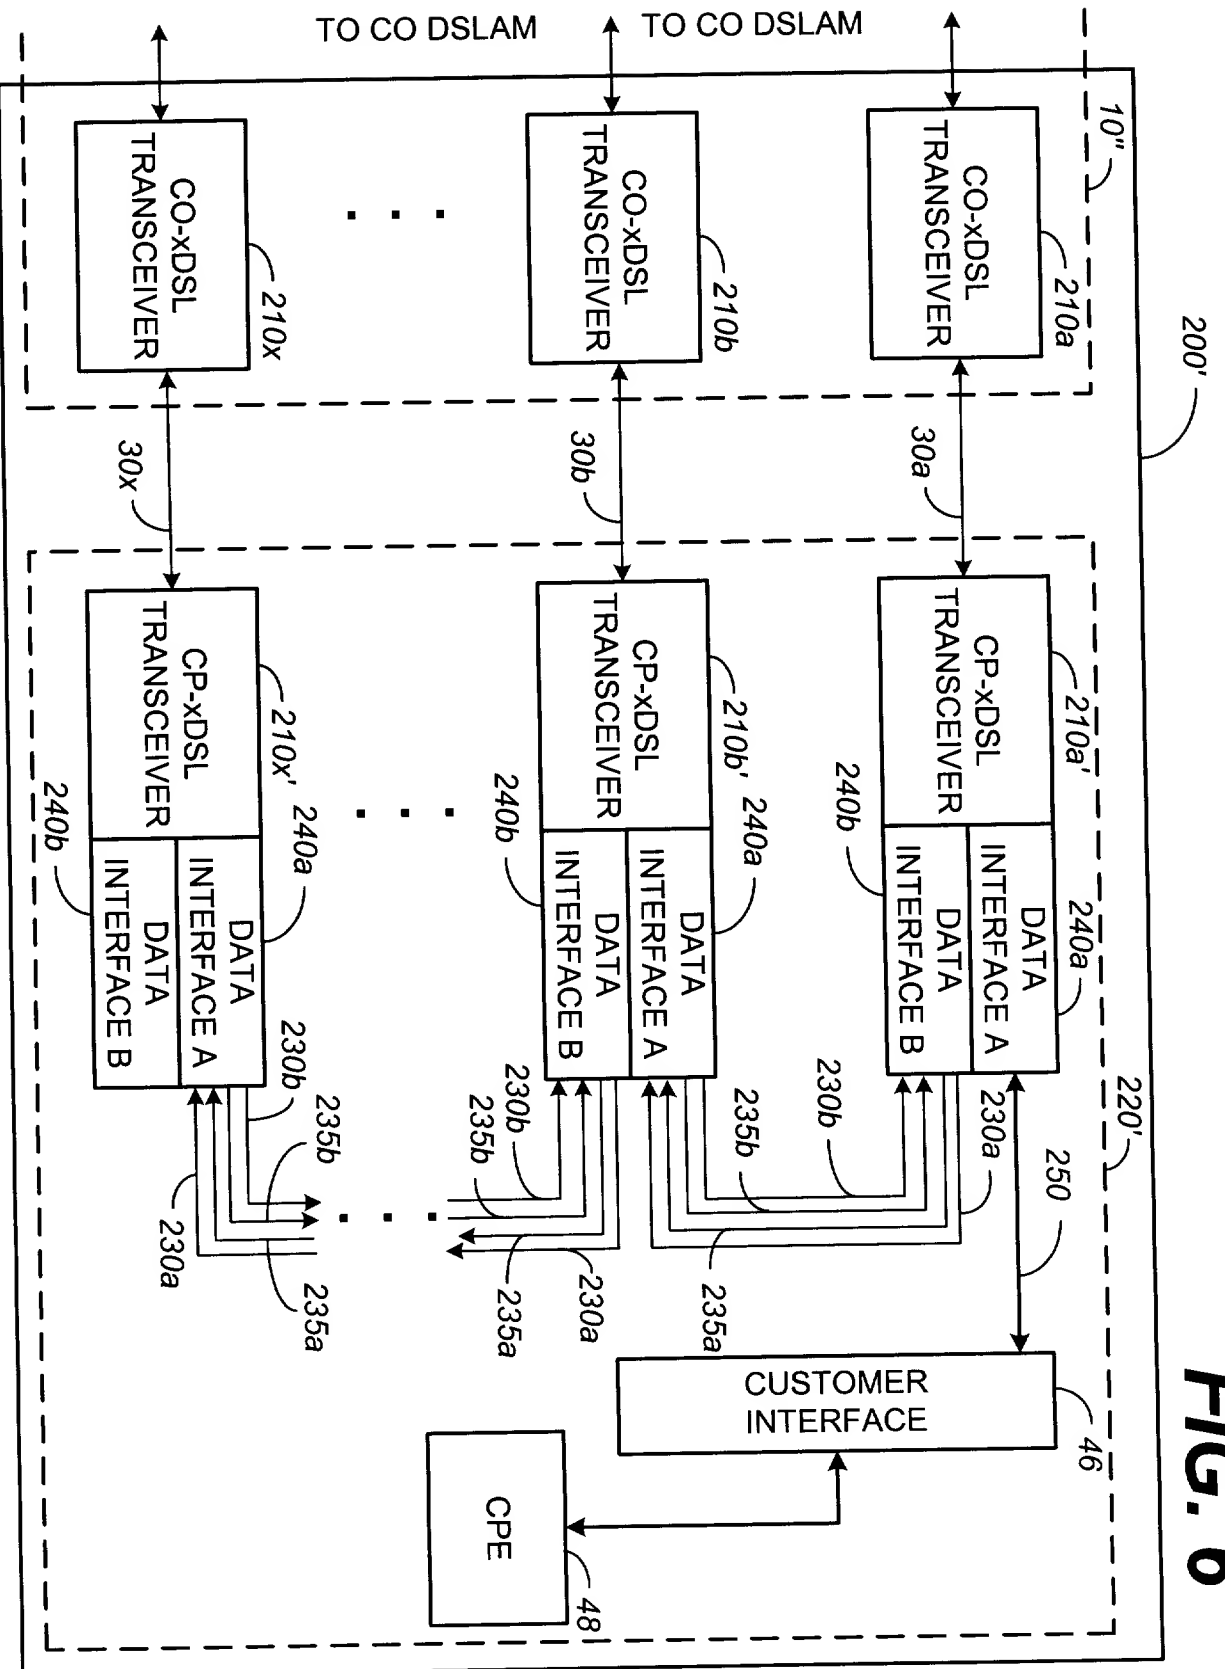 FIG. 6
200'
10"
220'
TO CO DSLAM
TO CO DSLAM
CO-xDSL
TRANSCEIVER
210a
30a
CP-xDSL
TRANSCEIVER
210a'
DATA
INTERFACE A
240a
DATA
INTERFACE B
240b
250
230a
230b
235b
235a
CUSTOMER
INTERFACE
46
CO-xDSL
TRANSCEIVER
210b
30b
CP-xDSL
TRANSCEIVER
210b'
DATA
INTERFACE A
240a
DATA
INTERFACE B
240b
230b
235b
230a
235a
CPE
48
CO-xDSL
TRANSCEIVER
210x
30x
CP-xDSL
TRANSCEIVER
210x'
DATA
INTERFACE A
240a
DATA
INTERFACE B
240b
230b
235b
235a
230a